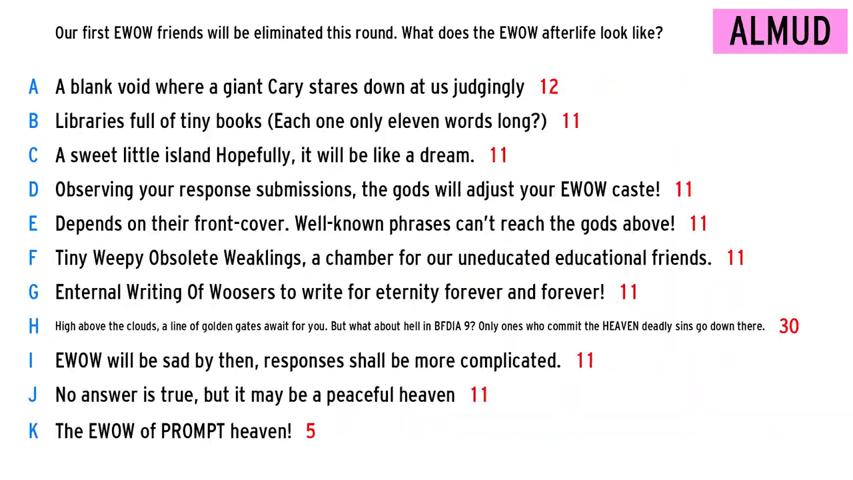 Our first EWOW friends will be eliminated this round. What does the EWOW afterlife look like?
ALMUD
A A blank void where a giant Cary stares down at us judgingly 12
B Libraries full of tiny books (Each one only eleven words long?) 11
C A sweet little island Hopefully, it will be like a dream. 11
D Observing your response submissions, the gods will adjust your EWOW caste! 11
E Depends on their front-cover. Well-known phrases can't reach the gods above! 11
F Tiny Weepy Obsolete Weaklings, a chamber for our uneducated educational friends. 11
G Enternal Writing Of Woosers to write for eternity forever and forever! 11
H High above the clouds, a line of golden gates await for you. But what about hell in BFDIA 9? Only ones who commit the HEAVEN deadly sins go down there. 30
I EWOW will be sad by then, responses shall be more complicated. 11
J No answer is true, but it may be a peaceful heaven 11
K The EWOW of PROMPT heaven! 5